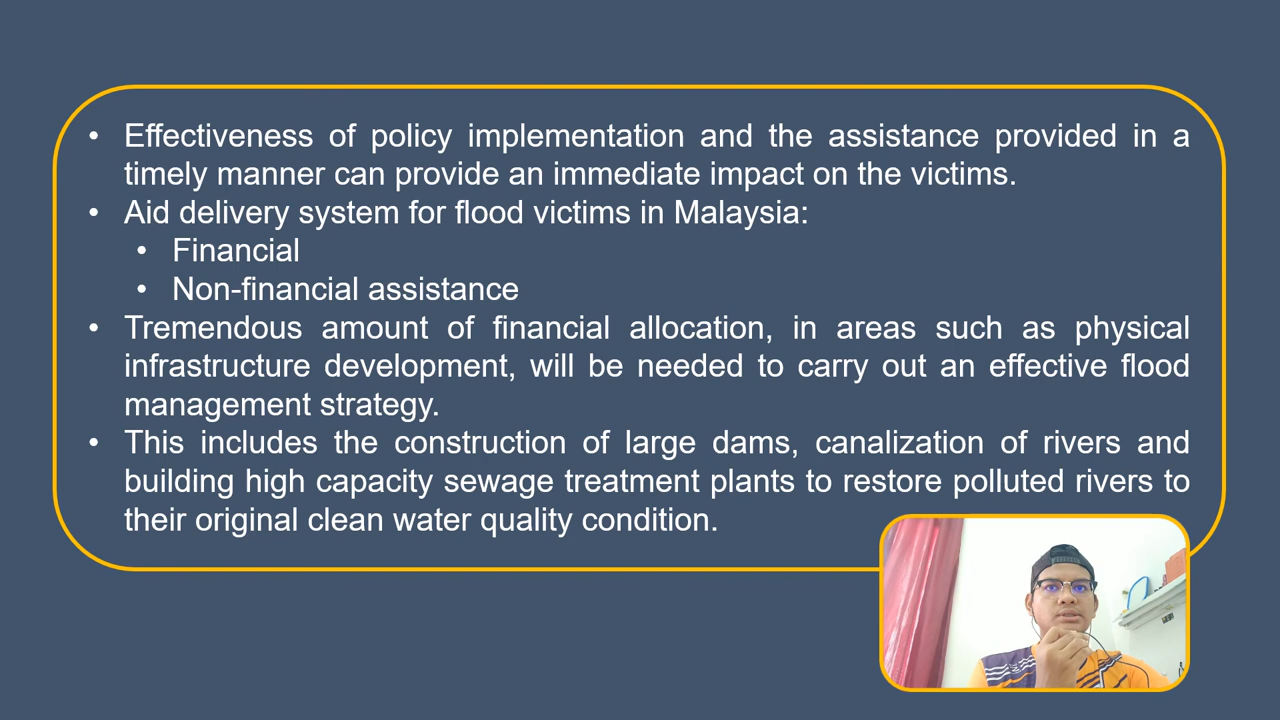 • Effectiveness of policy implementation and the assistance provided in a
timely manner can provide an immediate impact on the victims.
• Aid delivery system for flood victims in Malaysia:
• Financial
• Non-financial assistance
• Tremendous amount of financial allocation, in areas such as physical
infrastructure development, will be needed to carry out an effective flood
management strategy.
• This includes the construction of large dams, canalization of rivers and
building high capacity sewage treatment plants to restore polluted rivers to
their original clean water quality condition.